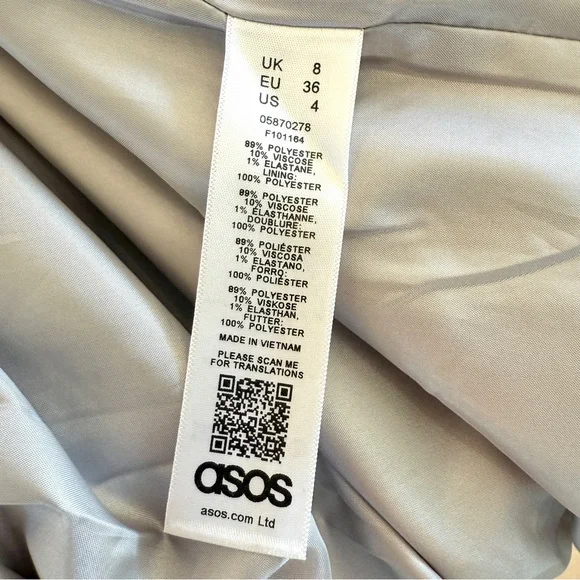 UK 8
EU 36
US 4
05870278
F101164
89% POLYESTER
10% VISCOSE
1% ELASTANE,
LINING:
100% POLYESTER
89% POLYESTER
10% VISCOSE
1% ÉLASTHANNE,
DOUBLURE:
100% POLYESTER
89% POLIÉSTER
10% VISCOSA
1% ELASTANO,
FORRO:
100% POLIÉSTER
89% POLYESTER
10% VISKOSE
1% ELASTHAN,
FUTTER:
100% POLYESTER
MADE IN VIETNAM
PLEASE SCAN ME
FOR TRANSLATIONS
asos
asos.com Ltd